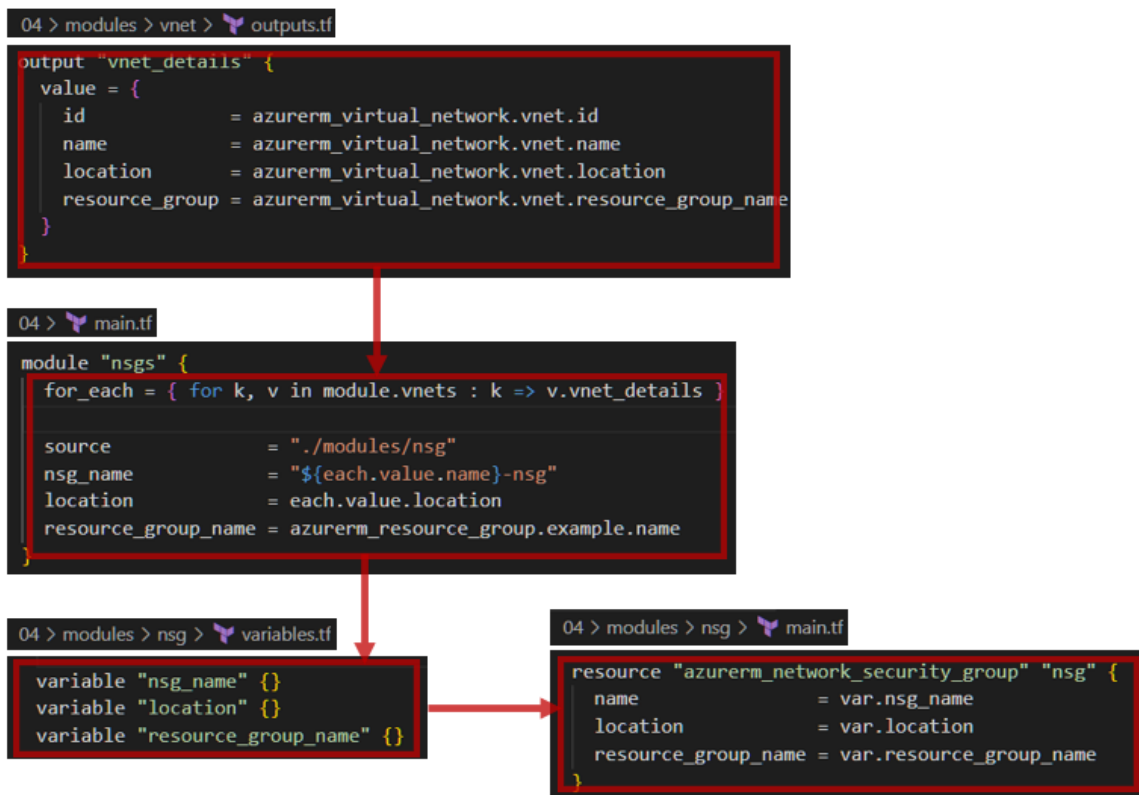 04 > modules > vnet > outputs.tf
output "vnet_details" {
  value = {
    id             = azurerm_virtual_network.vnet.id
    name           = azurerm_virtual_network.vnet.name
    location       = azurerm_virtual_network.vnet.location
    resource_group = azurerm_virtual_network.vnet.resource_group_name
  }
}
04 > main.tf
module "nsgs" {
  for_each = { for k, v in module.vnets : k => v.vnet_details }
  source              = "./modules/nsg"
  nsg_name            = "${each.value.name}-nsg"
  location            = each.value.location
  resource_group_name = azurerm_resource_group.example.name
}
04 > modules > nsg > variables.tf
variable "nsg_name" {}
variable "location" {}
variable "resource_group_name" {}
04 > modules > nsg > main.tf
resource "azurerm_network_security_group" "nsg" {
  name                = var.nsg_name
  location            = var.location
  resource_group_name = var.resource_group_name
}